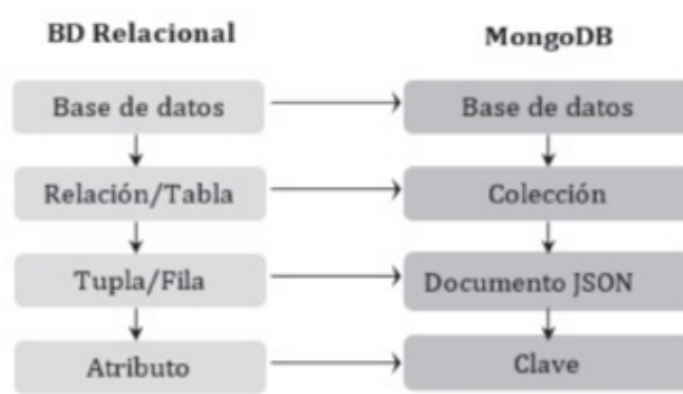 BD Relacional
MongoDB
Base de datos
Base de datos
Relación/Tabla
Colección
Tupla/Fila
Documento JSON
Atributo
Clave